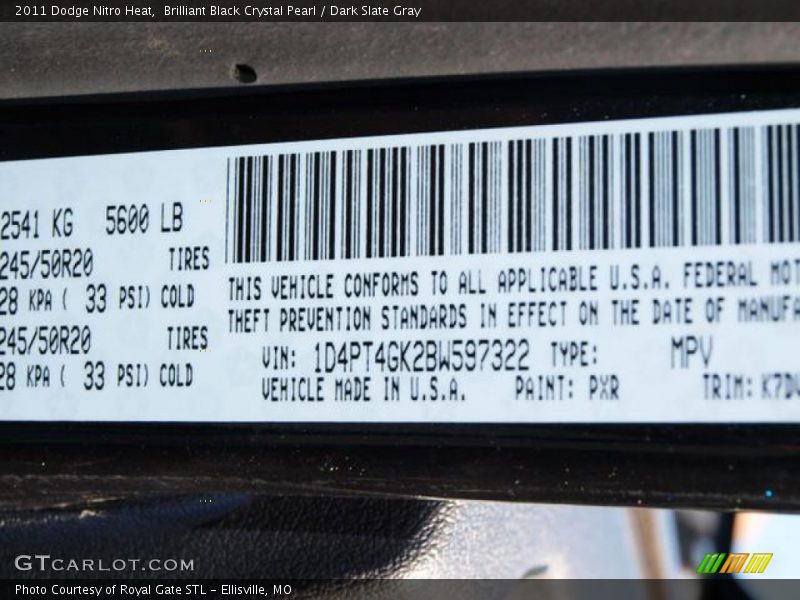 2011 Dodge Nitro Heat,  Brilliant Black Crystal Pearl / Dark Slate Gray
2541 KG 5600 LB
245/50R20 TIRES
28 KPA ( 33 PSI) COLD
245/50R20 TIRES
28 KPA ( 33 PSI) COLD
THIS VEHICLE CONFORMS TO ALL APPLICABLE U.S.A. FEDERAL MOT
THEFT PREVENTION STANDARDS IN EFFECT ON THE DATE OF MANUFA
VIN: 1D4PT4GK2BW597322 TYPE: MPV
VEHICLE MADE IN U.S.A. PAINT: PXR TRIM: K7DV
GTCARLOT.COM
Photo Courtesy of Royal Gate STL - Ellisville, MO